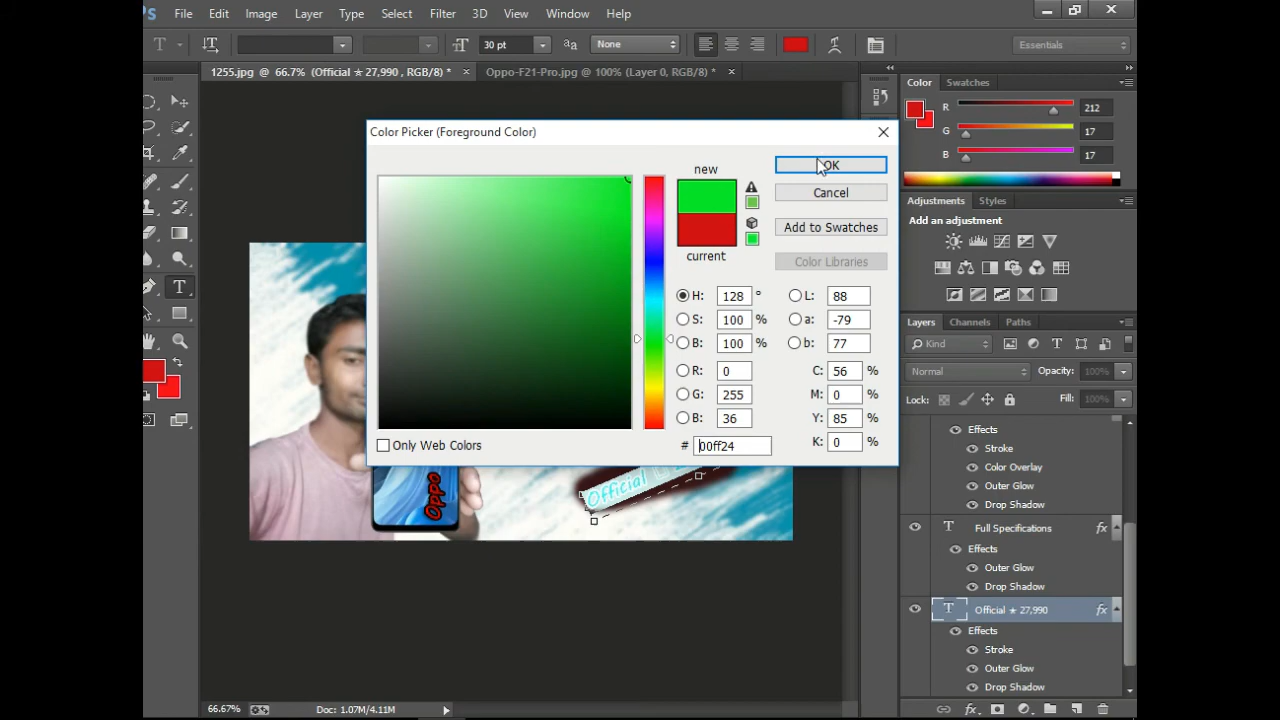 Ps File Edit Image Layer Type Select Filter 3D View Window Help
T 30 pt None Essentials
1255.jpg @ 66.7% (Official ★ 27,990 , RGB/8) * Oppo-F21-Pro.jpg @ 100% (Layer 0, RGB/8) *
Color Swatches
R 212
G 17
B 17
Color Picker (Foreground Color)
new
OK
Cancel
Add to Swatches
Color Libraries
current
H: 128 ° L: 88
S: 100 % a: -79
B: 100 % b: 77
R: 0 C: 56 %
G: 255 M: 0 %
B: 36 Y: 85 %
# 00ff24 K: 0 %
Only Web Colors
Adjustments Styles
Add an adjustment
Layers Channels Paths
Kind
Normal Opacity: 100%
Lock: Fill: 100%
Effects
Stroke
Color Overlay
Outer Glow
Drop Shadow
T Full Specifications fx
Effects
Outer Glow
Drop Shadow
T Official ★ 27,990 fx
Effects
Stroke
Outer Glow
Drop Shadow
Oppo
Official
66.67% Doc: 1.07M/4.11M
fx